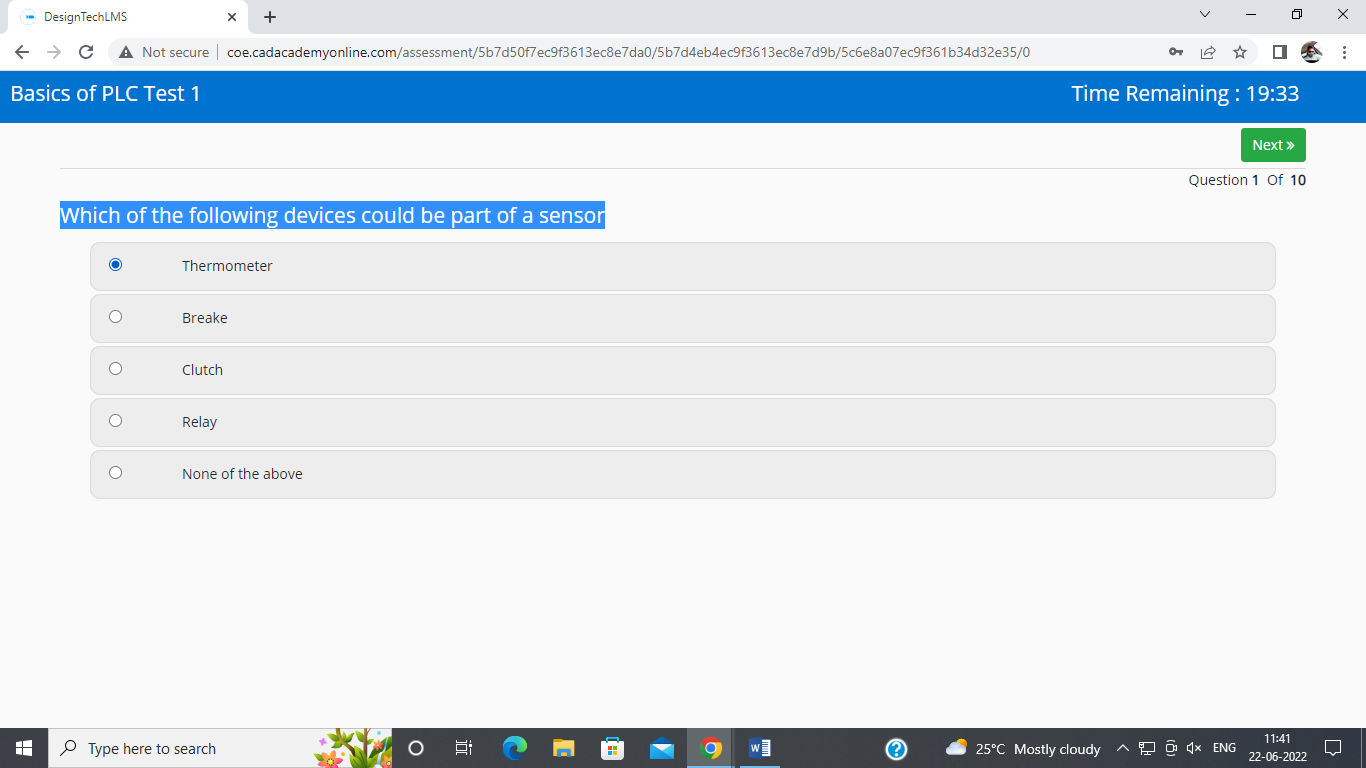 DesignTechLMS
Not secure
coe.cadacademyonline.com/assessment/5b7d50f7ec9f3613ec8e7da0/5b7d4eb4ec9f3613ec8e7d9b/5c6e8a07ec9f361b34d32e35/0
Basics of PLC Test 1
Time Remaining : 19:33
Next »
Question 1 Of 10
Which of the following devices could be part of a sensor
Thermometer
Breake
Clutch
Relay
None of the above
Type here to search
25°C Mostly cloudy
ENG
11:41
22-06-2022